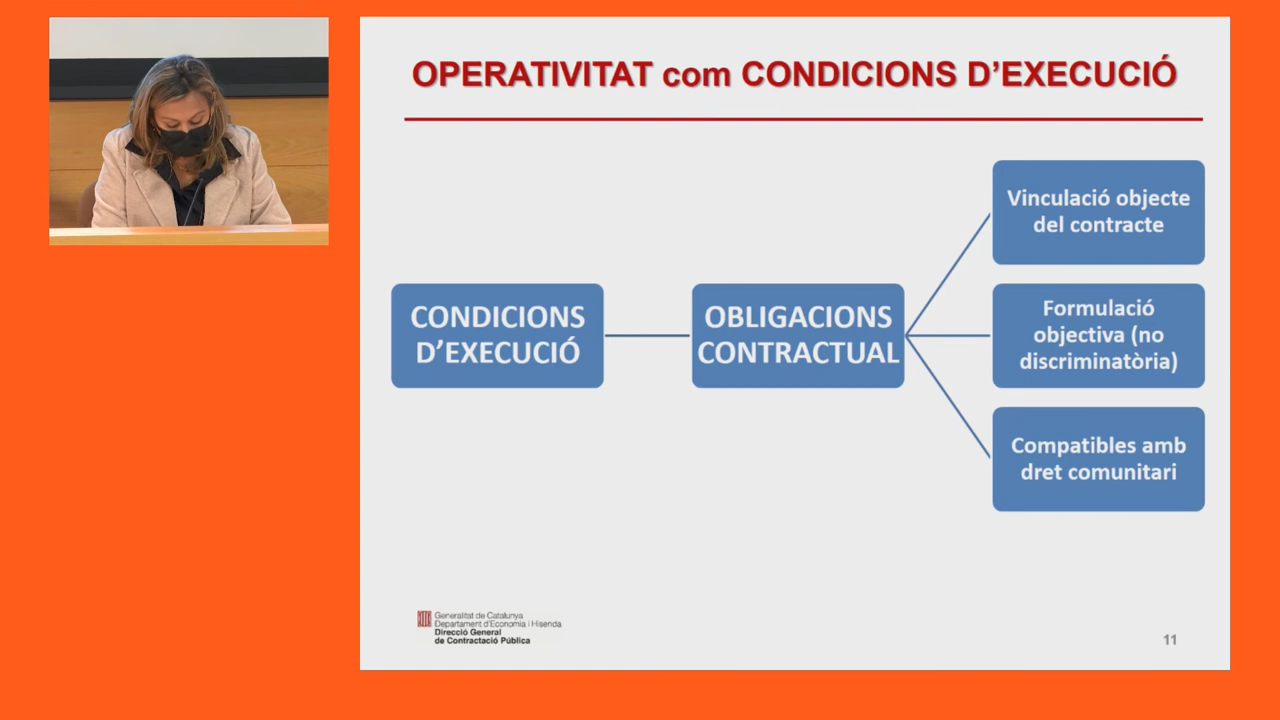 OPERATIVITAT com CONDICIONS D'EXECUCIÓ
CONDICIONS
D'EXECUCIÓ
OBLIGACIONS
CONTRACTUAL
Vinculació objecte
del contracte
Formulació
objectiva (no
discriminatòria)
Compatibles amb
dret comunitari
Generalitat de Catalunya
Departament d'Economia i Hisenda
Direcció General
de Contractació Pública
11